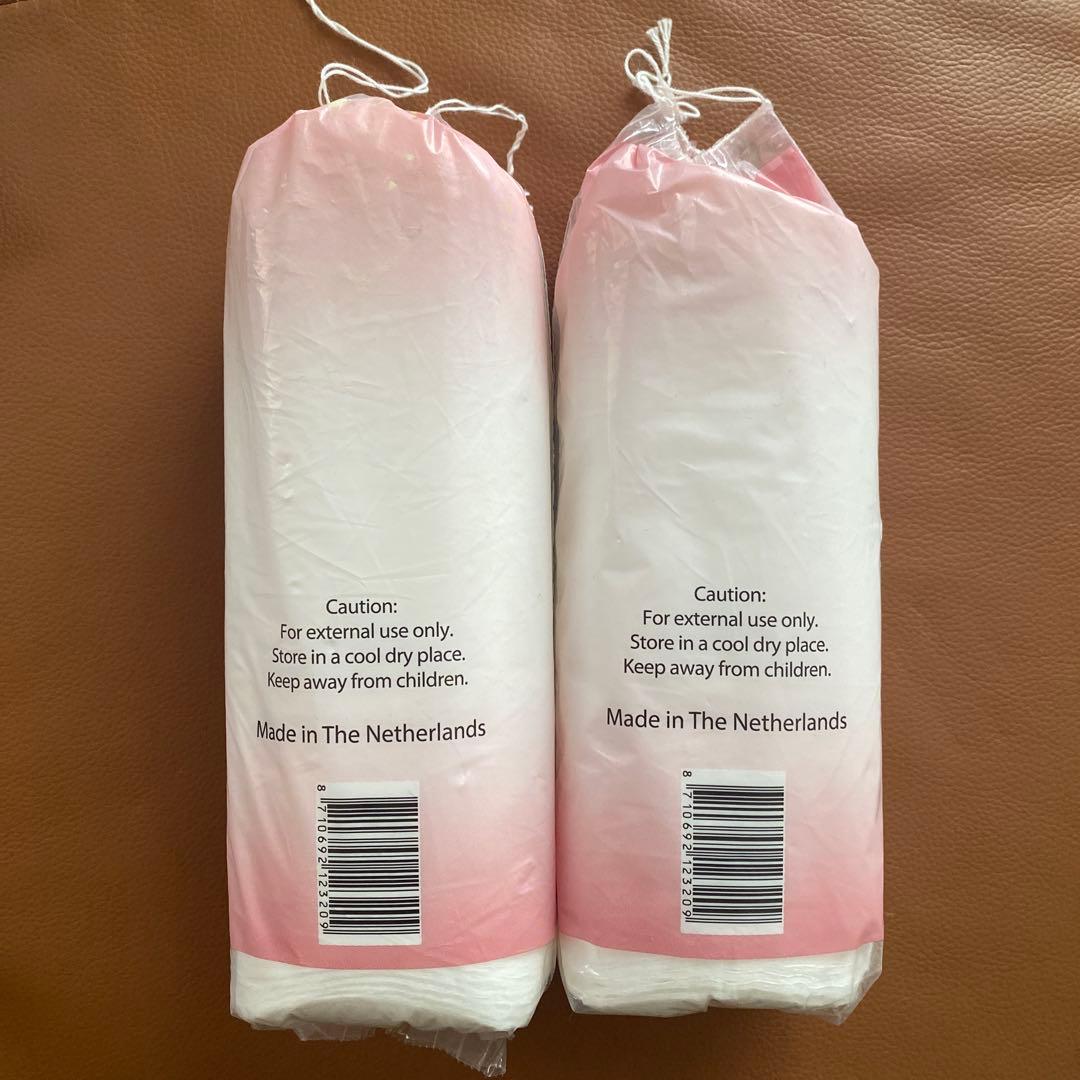 Caution:
For external use only.
Store in a cool dry place.
Keep away from children.
Made in The Netherlands
8 710692 123209
Caution:
For external use only.
Store in a cool dry place.
Keep away from children.
Made in The Netherlands
8 710692 123209